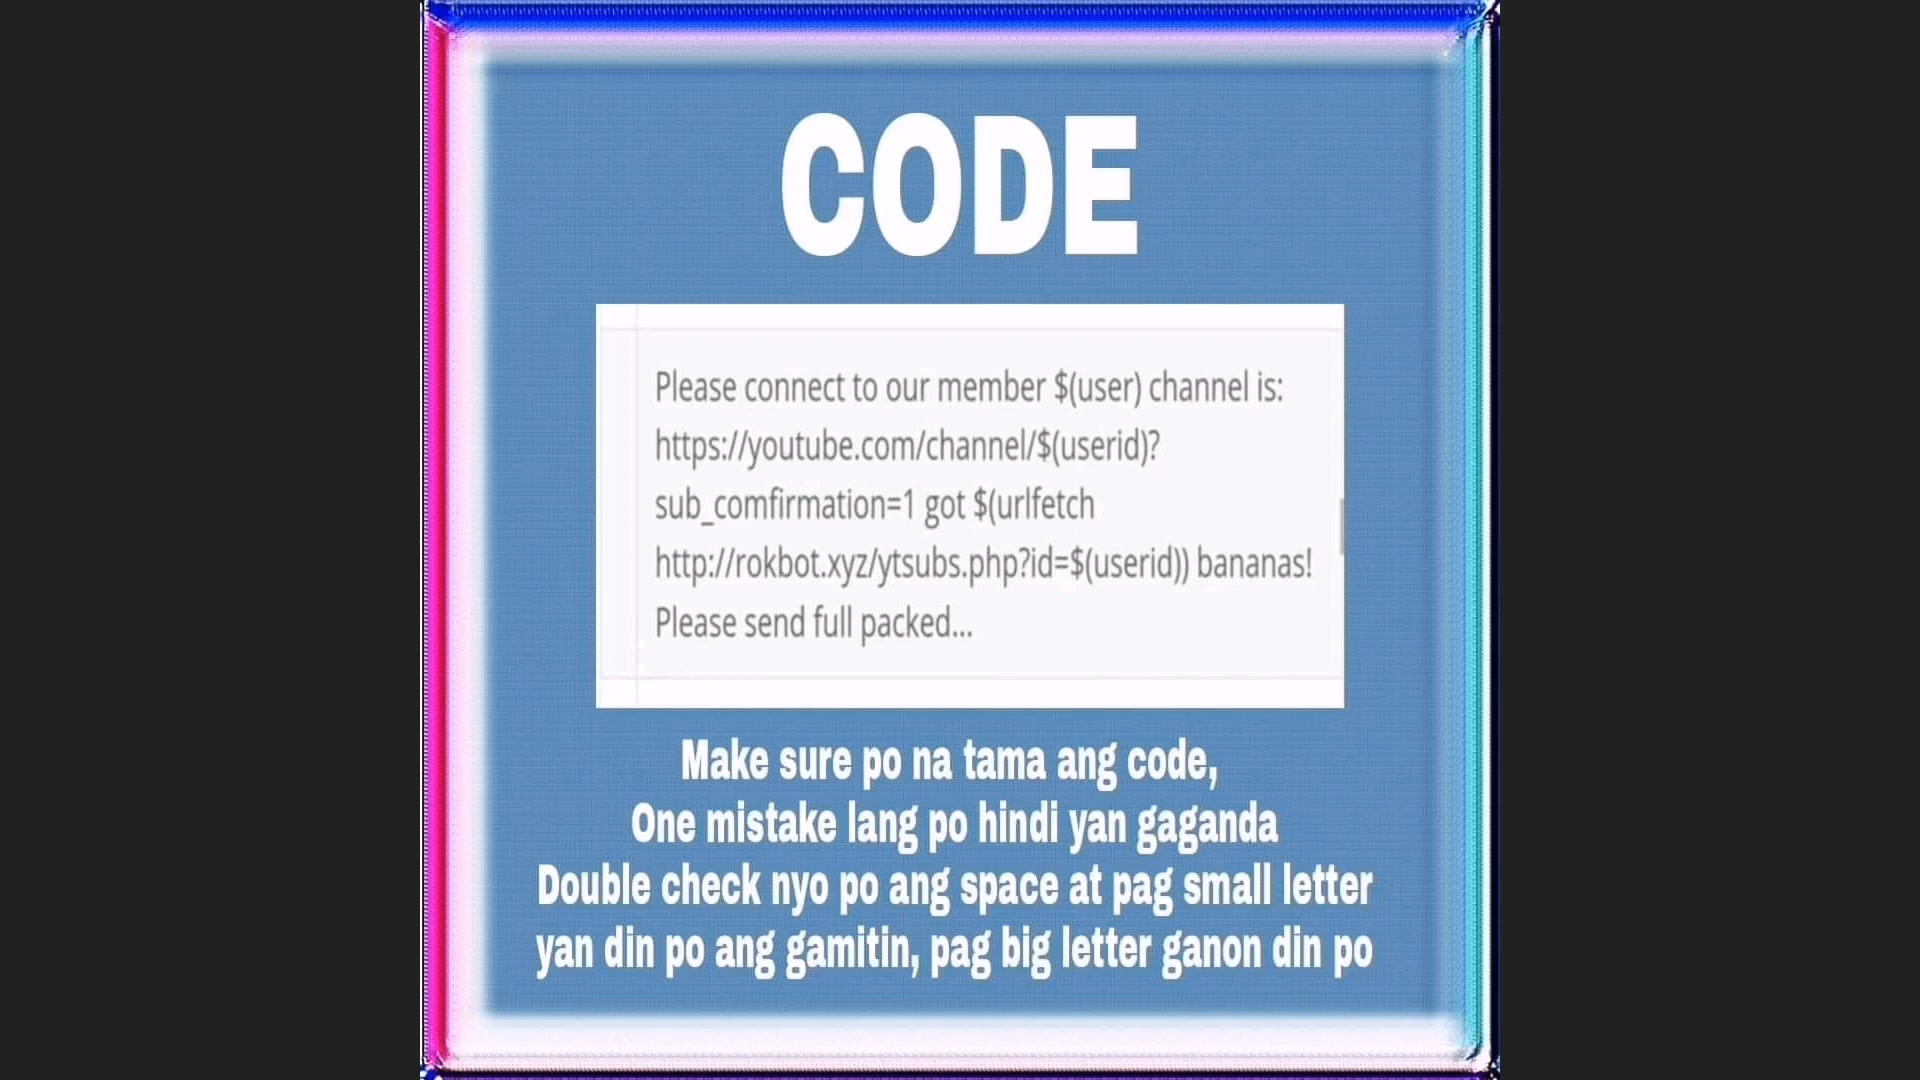 CODE
Please connect to our member $(user) channel is:
https://youtube.com/channel/$(userid)?
sub_comfirmation=1 got $(urlfetch
http://rokbot.xyz/ytsubs.php?id=$(userid)) bananas!
Please send full packed...
Make sure po na tama ang code,
One mistake lang po hindi yan gaganda
Double check nyo po ang space at pag small letter
yan din po ang gamitin, pag big letter ganon din po